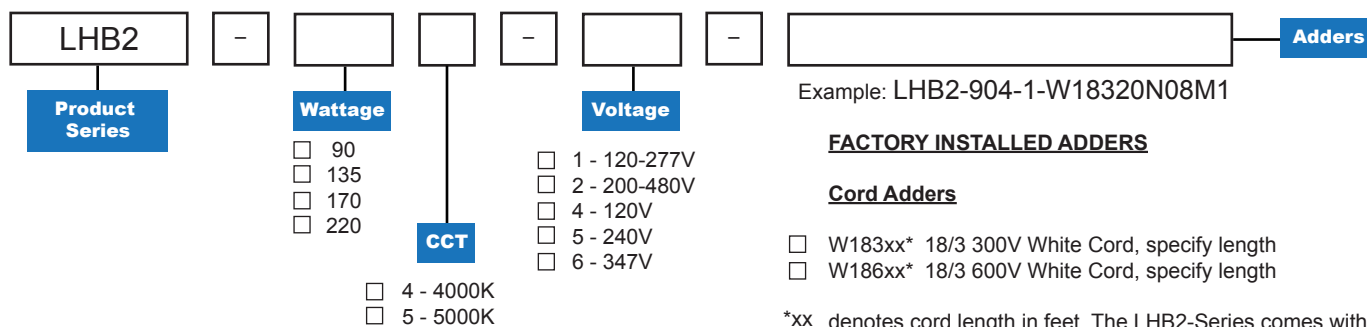 LHB2 - - - Adders
Product Series
Wattage
Voltage
Example: LHB2-904-1-W18320N08M1
90
135
170
220
CCT
4 - 4000K
5 - 5000K
1 - 120-277V
2 - 200-480V
4 - 120V
5 - 240V
6 - 347V
FACTORY INSTALLED ADDERS
Cord Adders
W183xx* 18/3 300V White Cord, specify length
W186xx* 18/3 600V White Cord, specify length
*xx denotes cord length in feet. The LHB2-Series comes with